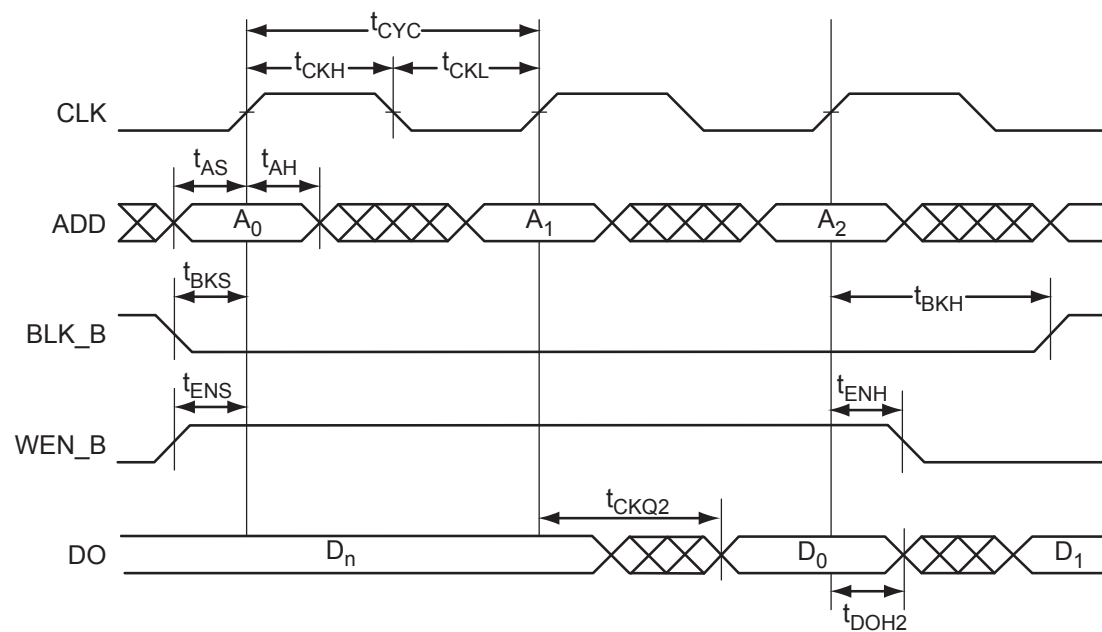 tCYC
tCKH tCKL
CLK
tAS tAH
ADD A0 A1 A2
tBKS tBKH
BLK_B
tENS tENH
WEN_B
tCKQ2
DO Dn D0 D1
tDOH2